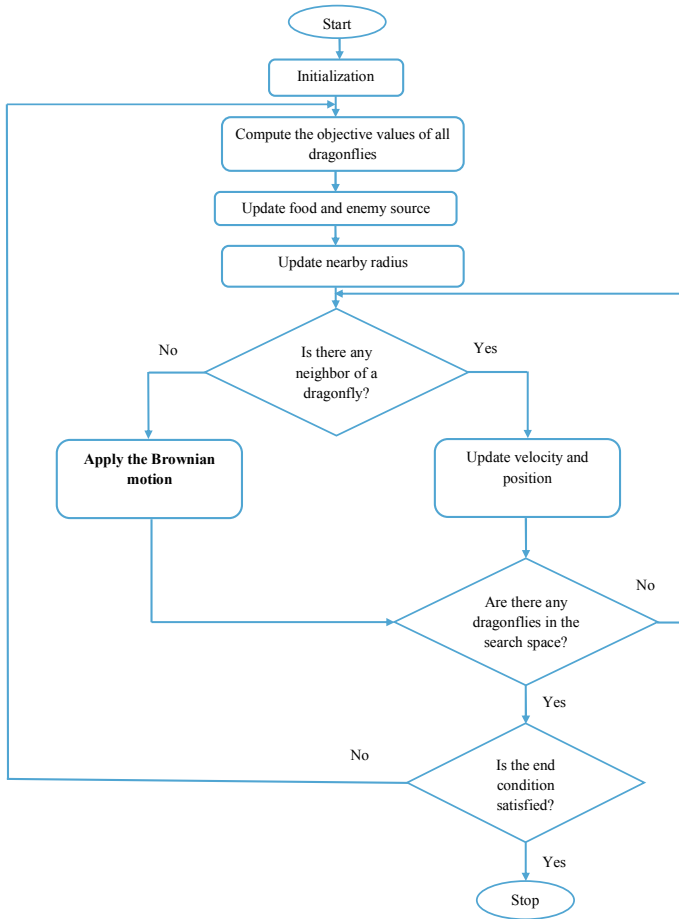 Start
Initialization
Compute the objective values of all
dragonflies
Update food and enemy source
Update nearby radius
No
Is there any
neighbor of a
dragonfly?
Yes
Apply the Brownian
motion
Update velocity and
position
Are there any
dragonflies in the
search space?
No
Yes
No
Is the end
condition
satisfied?
Yes
Stop